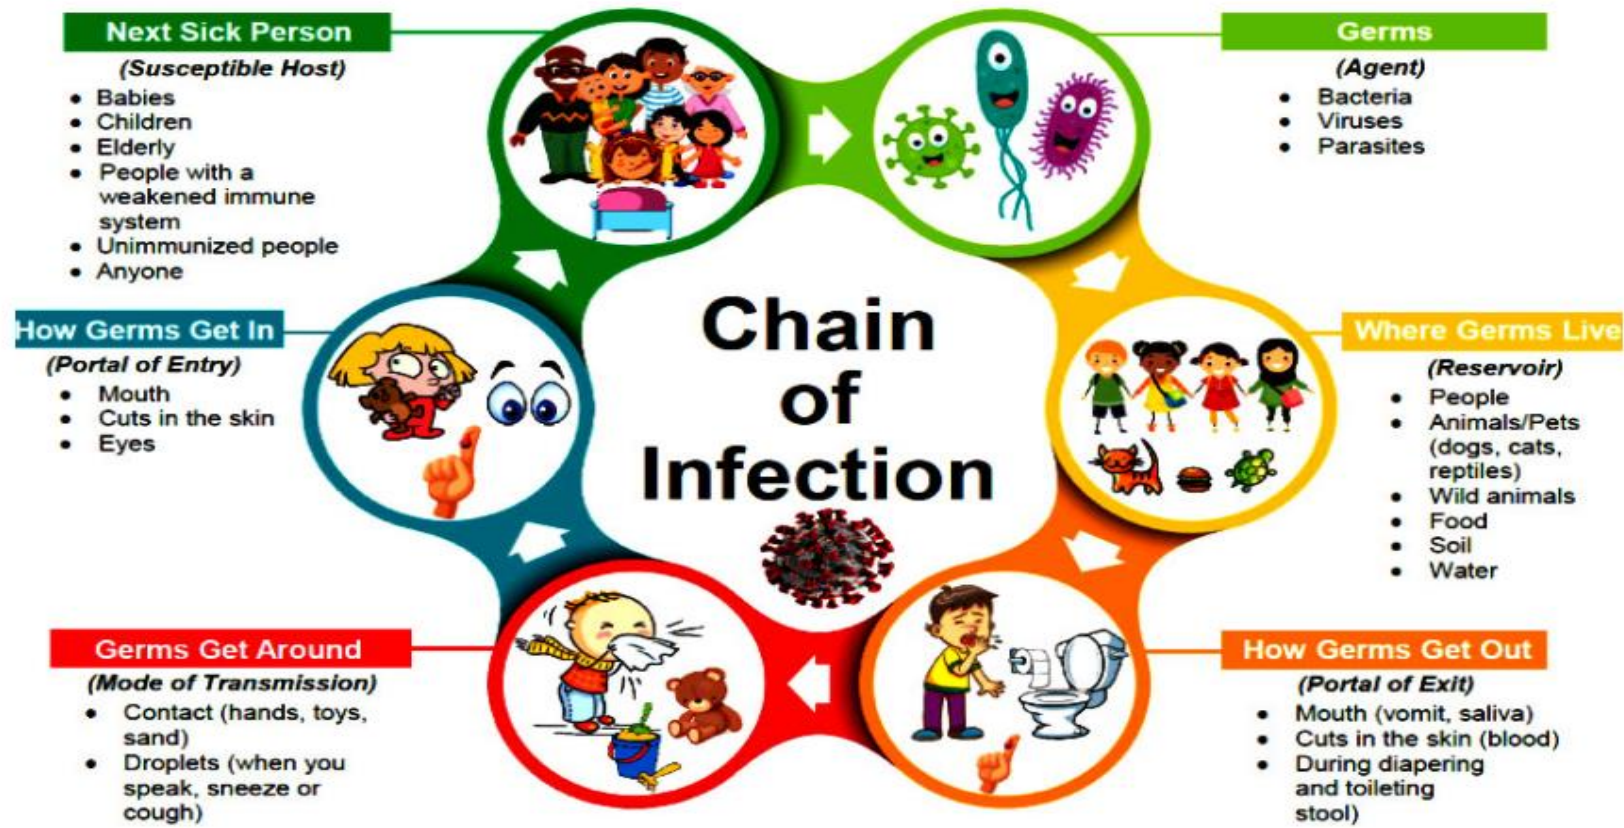 Next Sick Person
(Susceptible Host)
• Babies
• Children
• Elderly
• People with a
weakened immune
system
• Unimmunized people
• Anyone
Germs
(Agent)
• Bacteria
• Viruses
• Parasites
How Germs Get In
(Portal of Entry)
• Mouth
• Cuts in the skin
• Eyes
Chain
of
Infection
Where Germs Live
(Reservoir)
• People
• Animals/Pets
(dogs, cats,
reptiles)
• Wild animals
• Food
• Soil
• Water
Germs Get Around
(Mode of Transmission)
• Contact (hands, toys,
sand)
• Droplets (when you
speak, sneeze or
cough)
How Germs Get Out
(Portal of Exit)
• Mouth (vomit, saliva)
• Cuts in the skin (blood)
• During diapering
and toileting
stool)